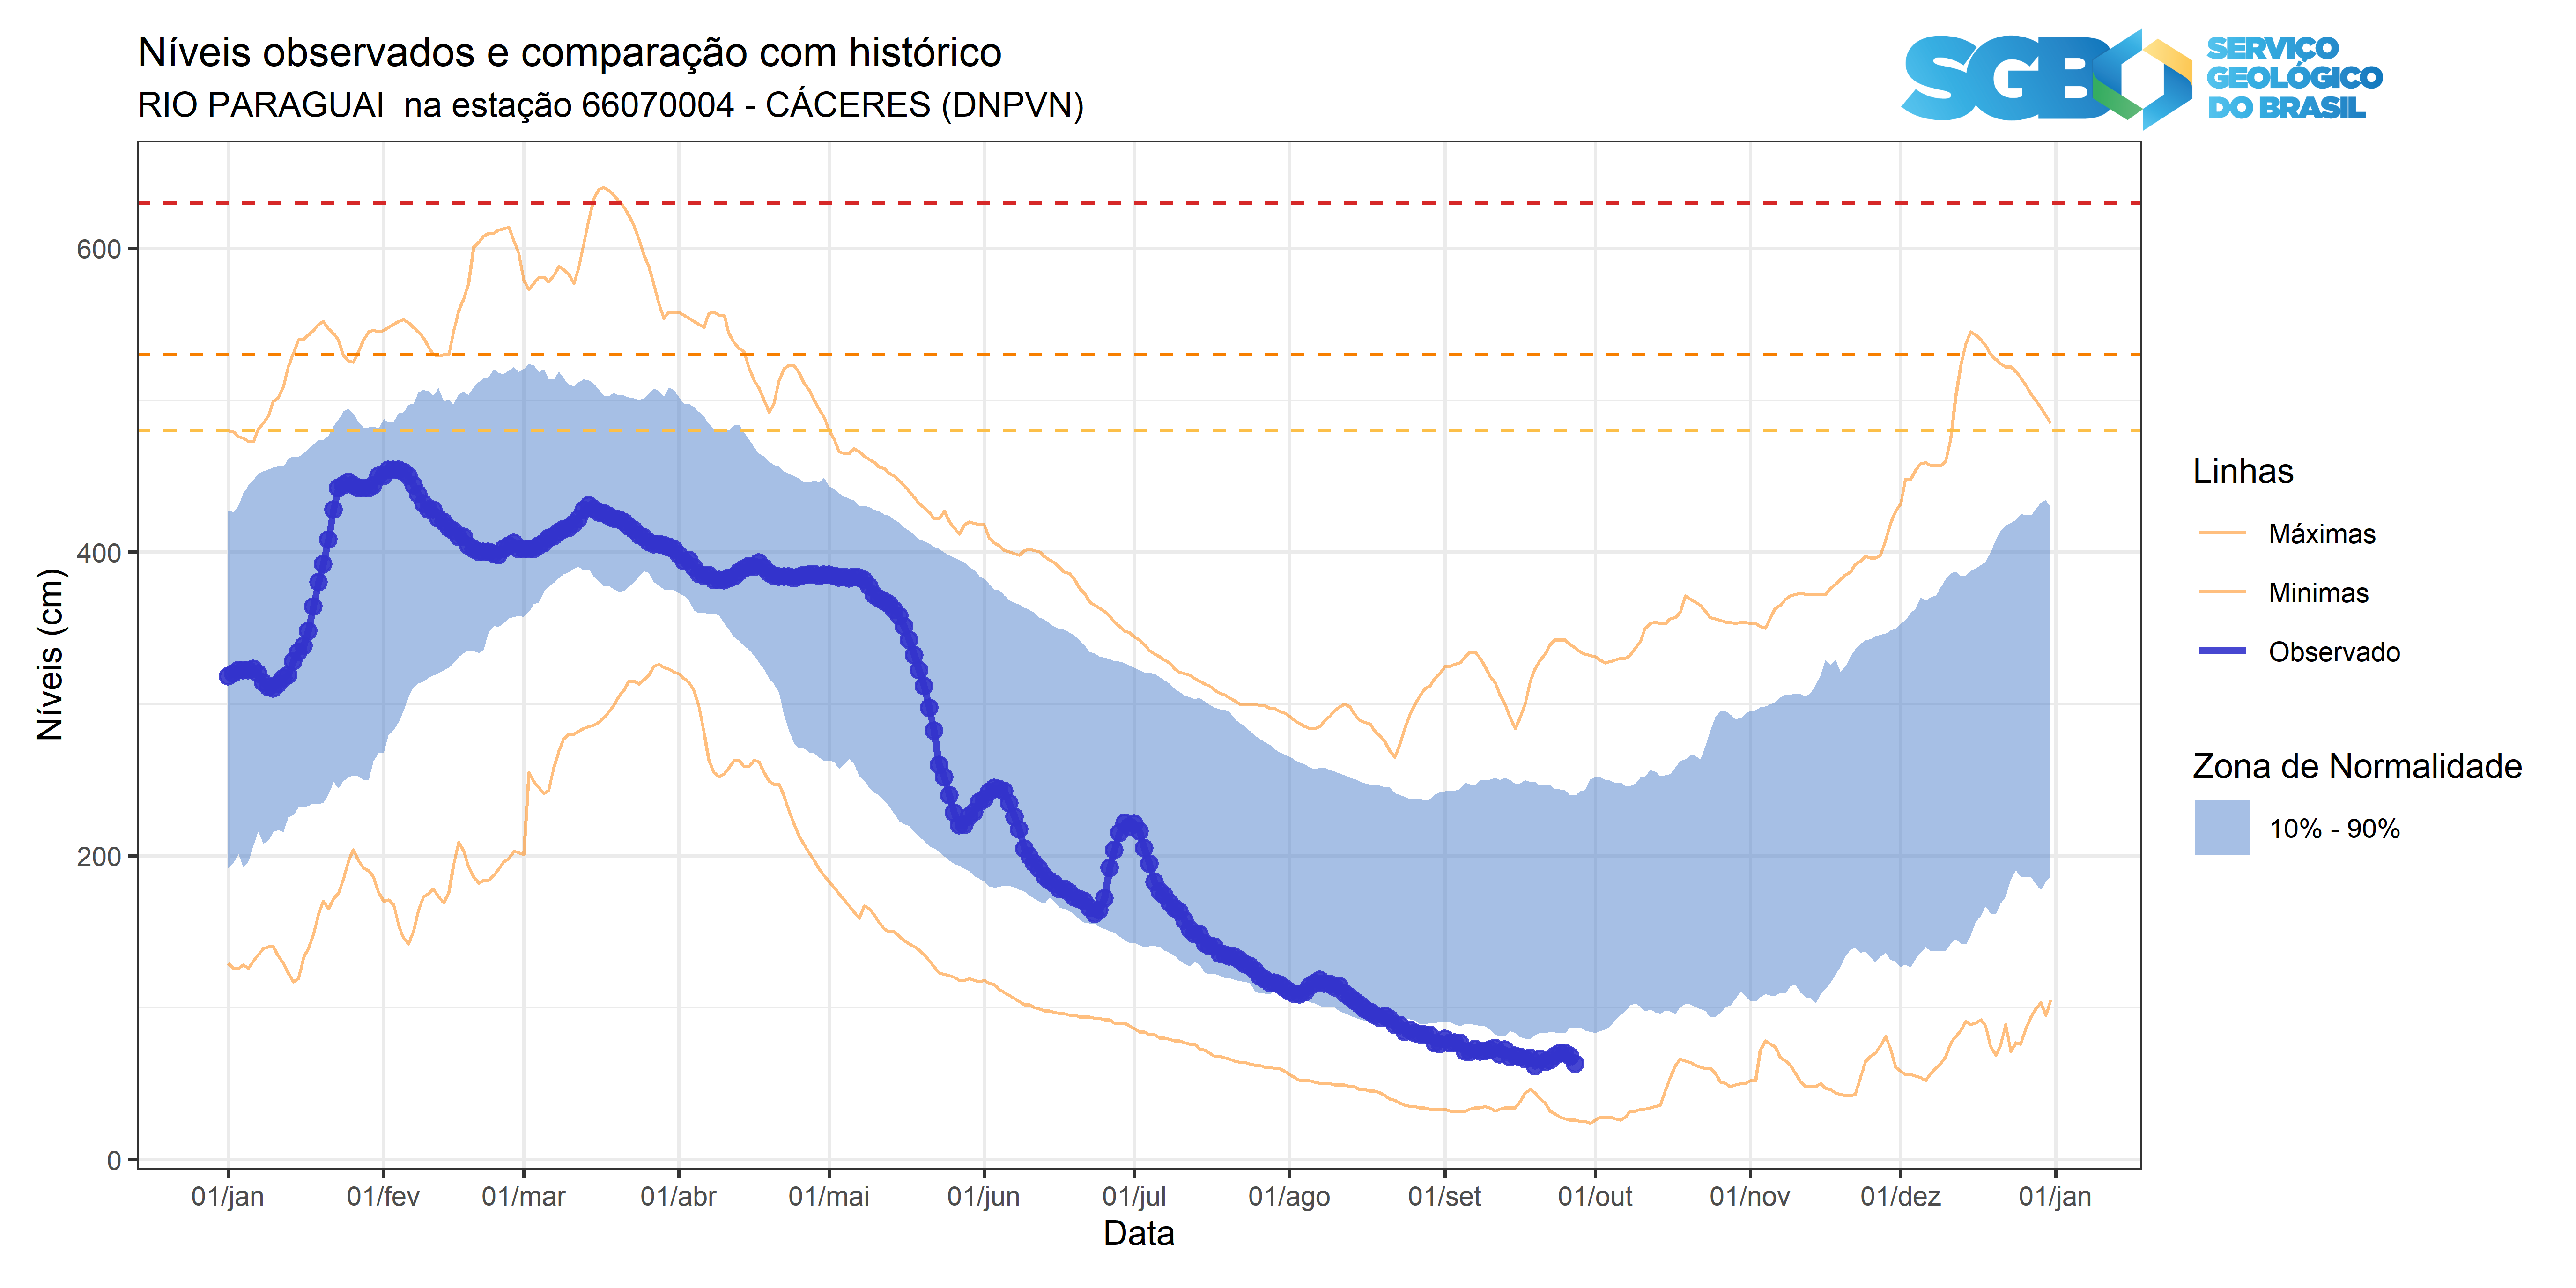 Níveis observados e comparação com histórico
RIO PARAGUAI  na estação 66070004 - CÁCERES (DNPVN)
SGB
SERVIÇO
GEOLÓGICO
DO BRASIL
Níveis (cm)
600
400
200
0
01/jan
01/fev
01/mar
01/abr
01/mai
01/jun
01/jul
01/ago
01/set
01/out
01/nov
01/dez
01/jan
Data
Linhas
Máximas
Minimas
Observado
Zona de Normalidade
10% - 90%